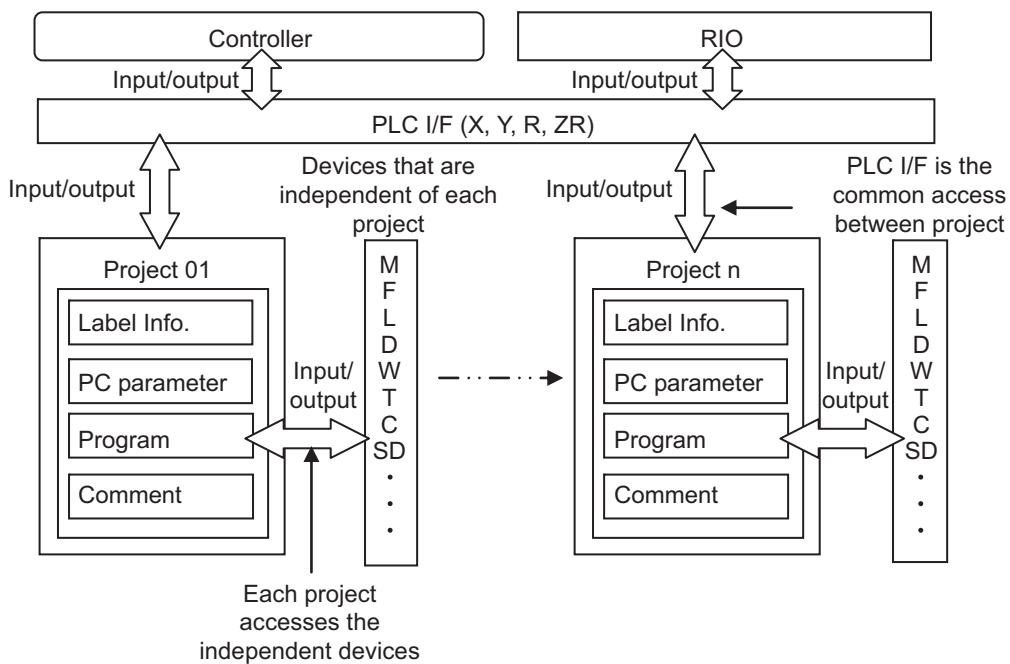 Controller
RIO
Input/output
Input/output
PLC I/F (X, Y, R, ZR)
Input/output
Devices that are
independent of each
project
Input/output
PLC I/F is the
common access
between project
Project 01
Label Info.
PC parameter
Program
Comment
Input/
output
M
F
L
D
W
T
C
SD
Project n
Label Info.
PC parameter
Program
Comment
Input/
output
M
F
L
D
W
T
C
SD
Each project
accesses the
independent devices